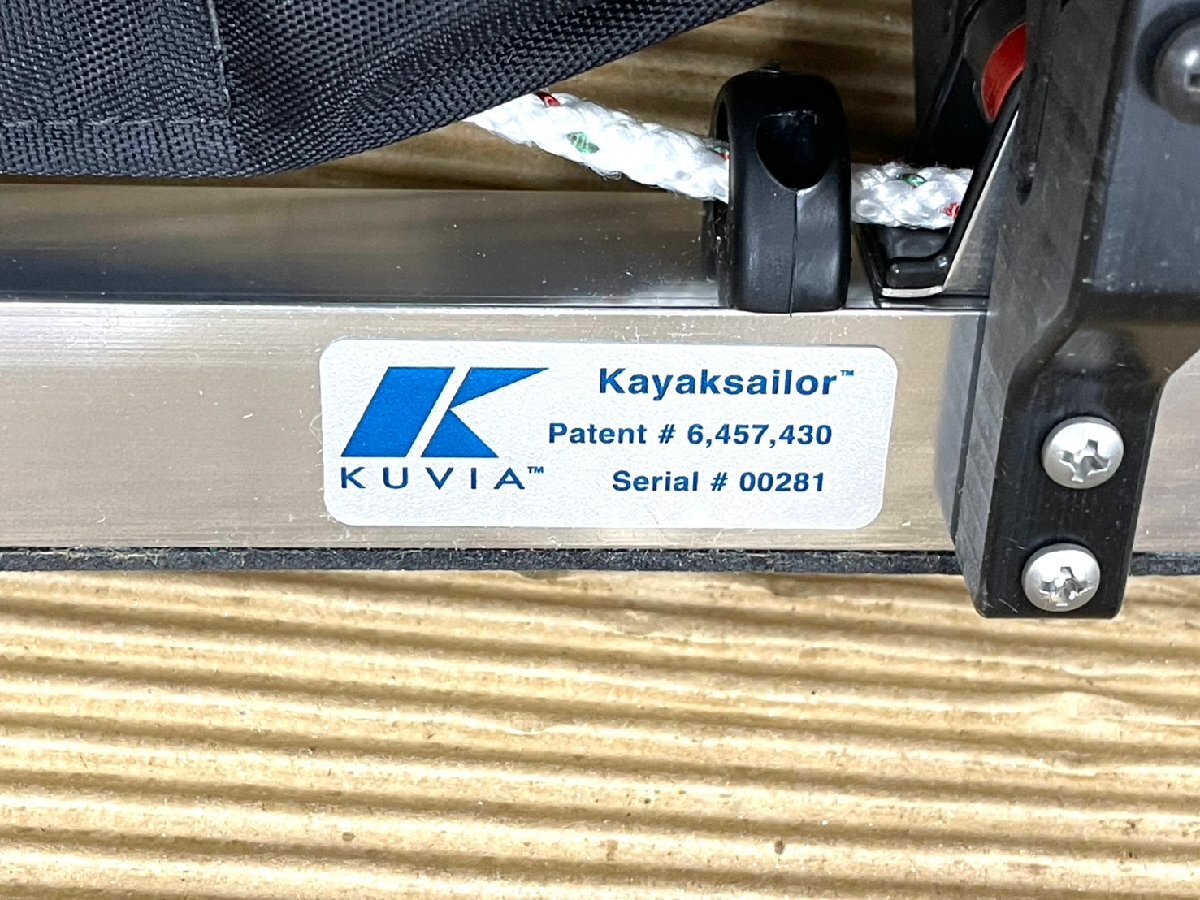 Kayaksailor™
Patent # 6,457,430
KUVIA™
Serial # 00281